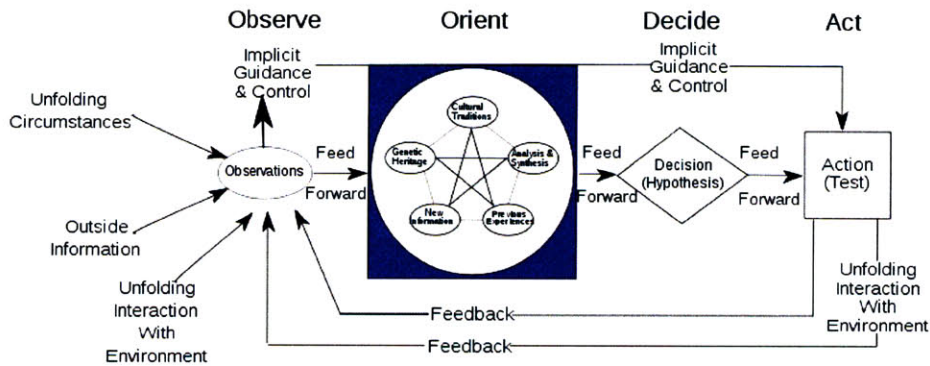 Observe
Orient
Decide
Act
Implicit
Guidance
& Control
Implicit
Guidance
& Control
Unfolding
Circumstances
Observations
Outside
Information
Unfolding
Interaction
With
Environment
Feed
Forward
Cultural
Traditions
Genetic
Heritage
Analysis &
Synthesis
New
Information
Previous
Experiences
Feed
Forward
Decision
(Hypothesis)
Feed
Forward
Action
(Test)
Unfolding
Interaction
With
Environment
Feedback
Feedback